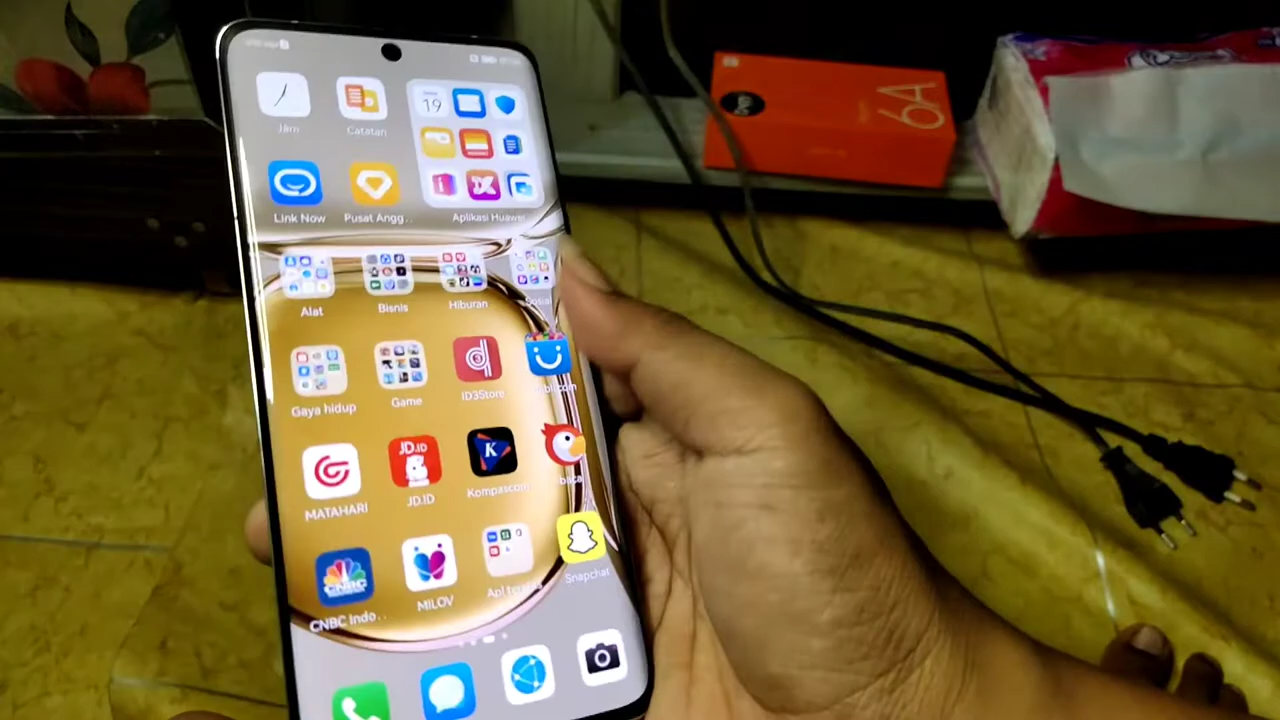 19
Jam
Catatan
Link Now
Pusat Angg..
Aplikasi Huawei
Alat
Bisnis
Hiburan
Sosial
Gaya hidup
Game
ID3Store
MATAHARI
JD.ID
JD.ID
K
Kompascom
CNBC
CNBC Indo..
MILOV
Snapchat
6A